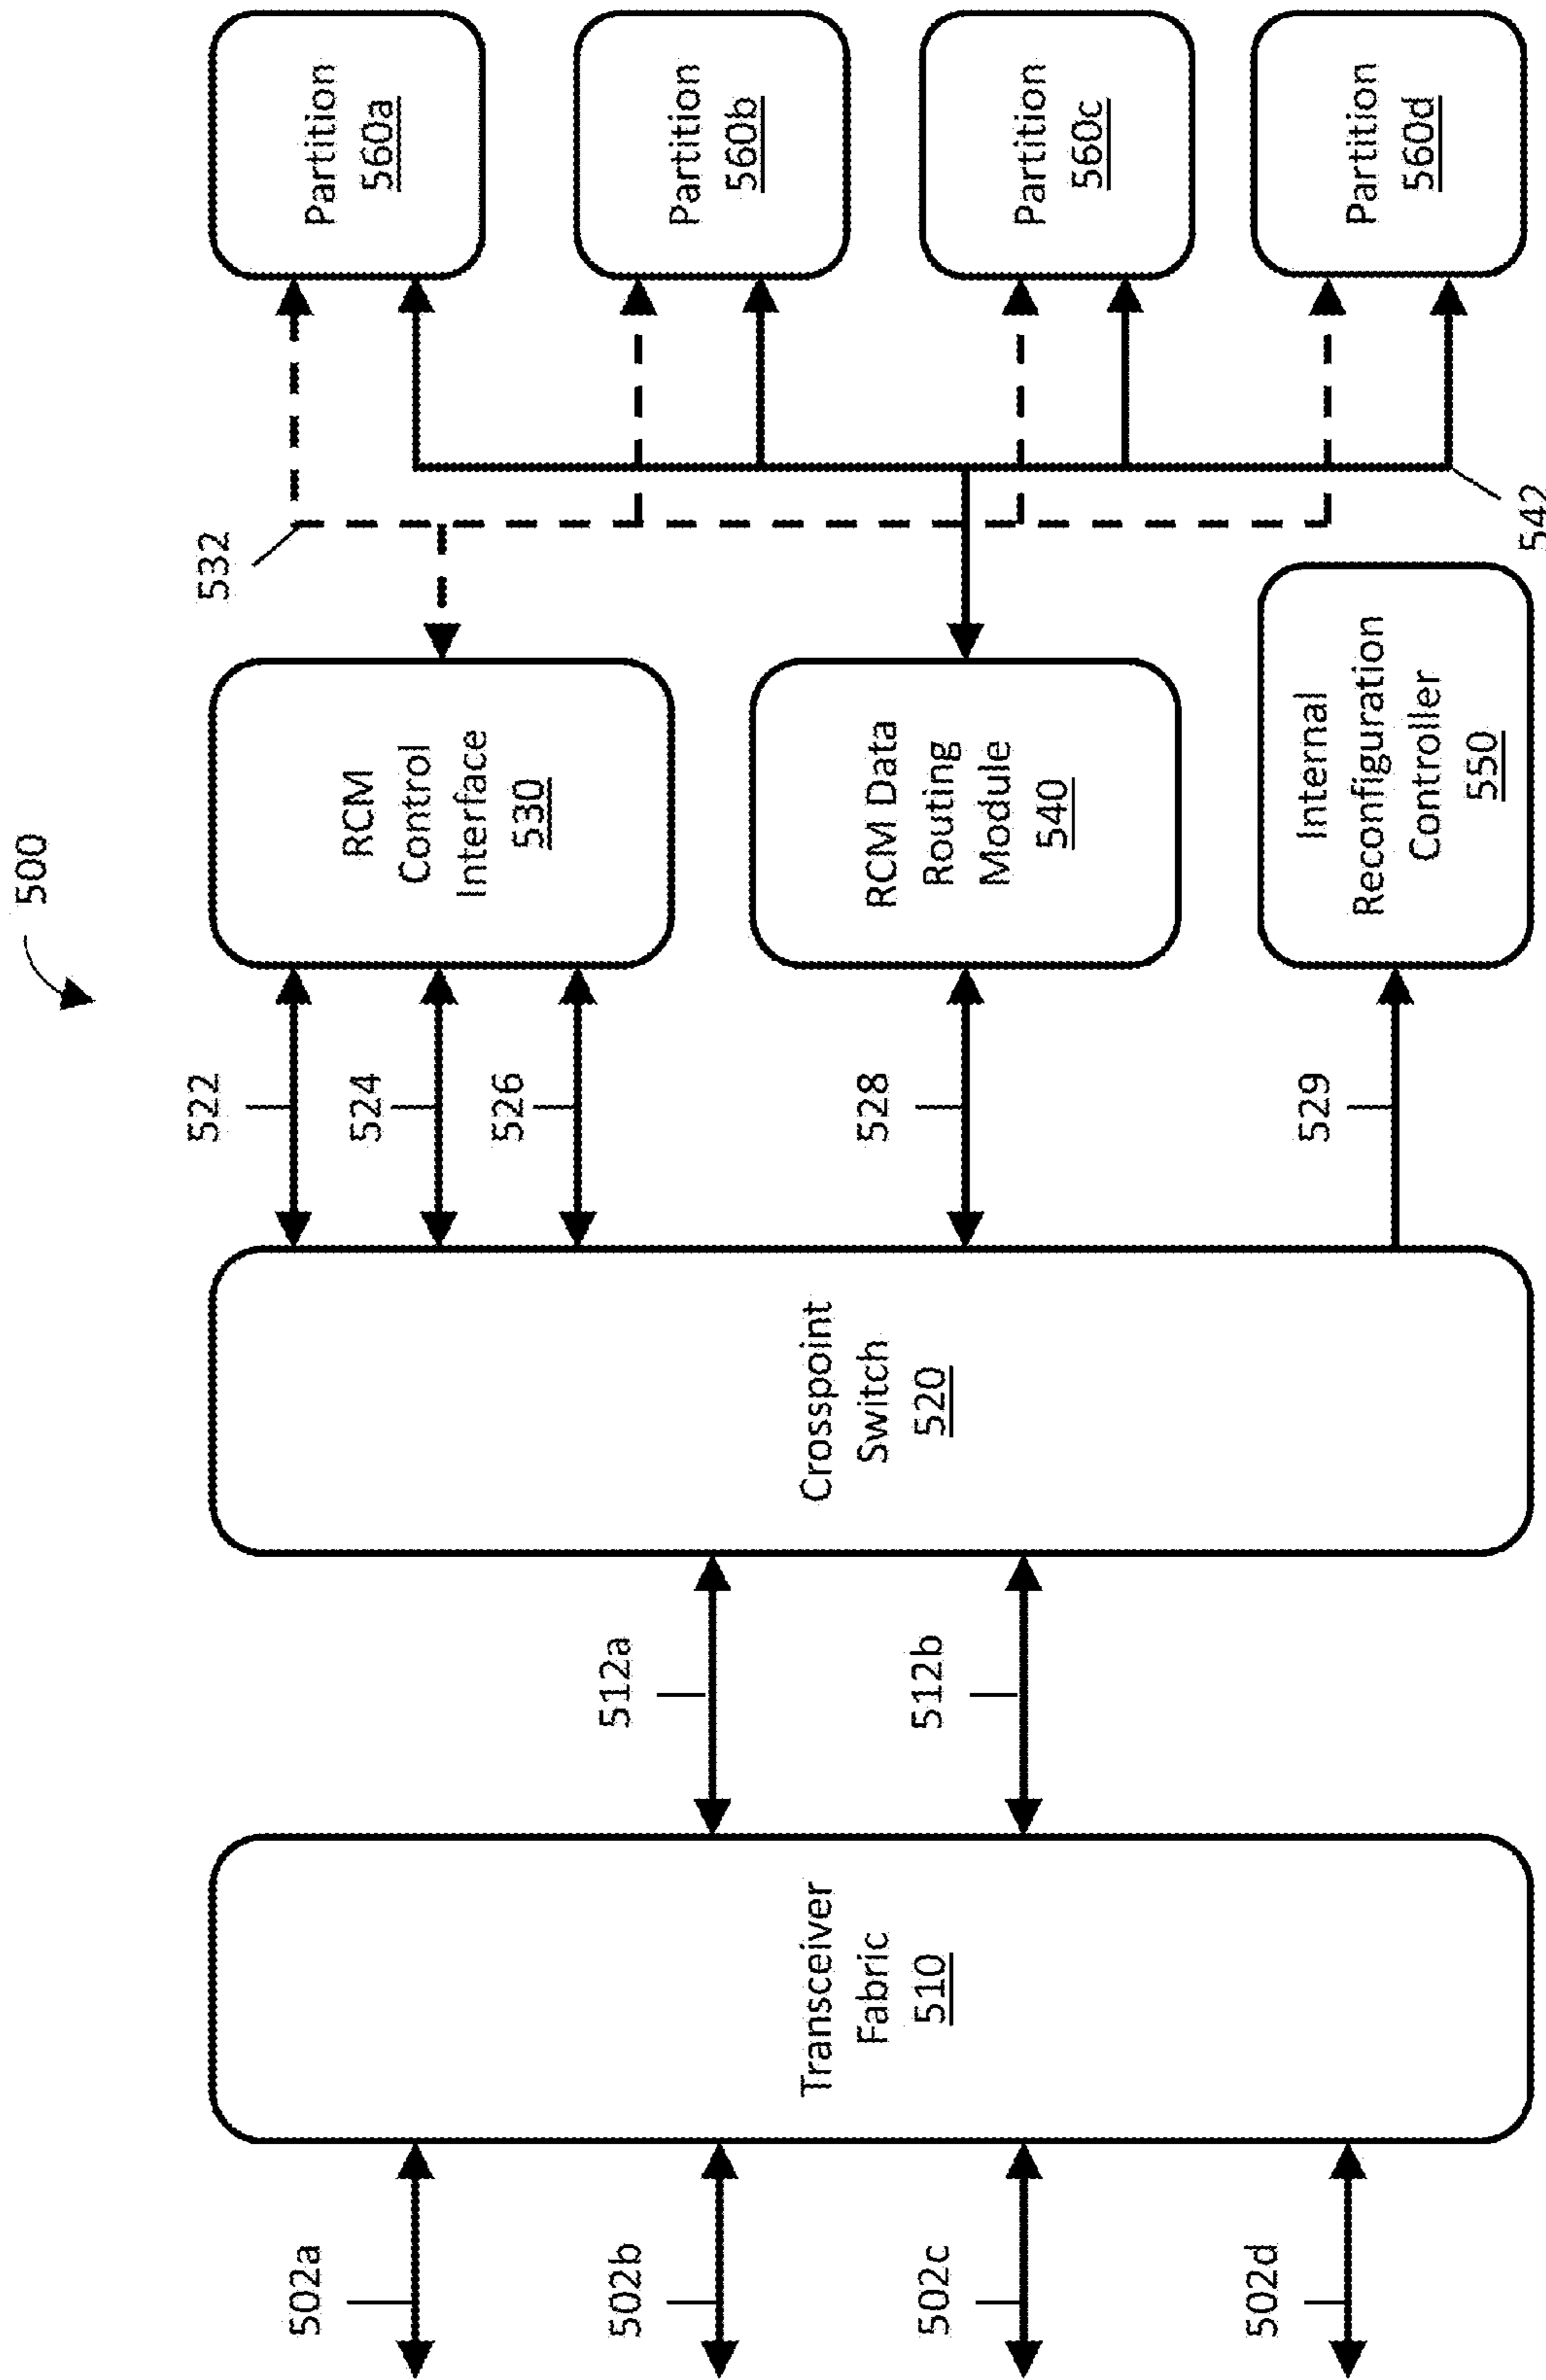 500
502a
502b
502c
502d
Transceiver
Fabric
510
512a
512b
Crosspoint
Switch
520
522
524
526
528
529
RCM
Control
Interface
530
RCM Data
Routing
Module
540
Internal
Reconfiguration
Controller
550
532
542
Partition
560a
Partition
560b
Partition
560c
Partition
560d